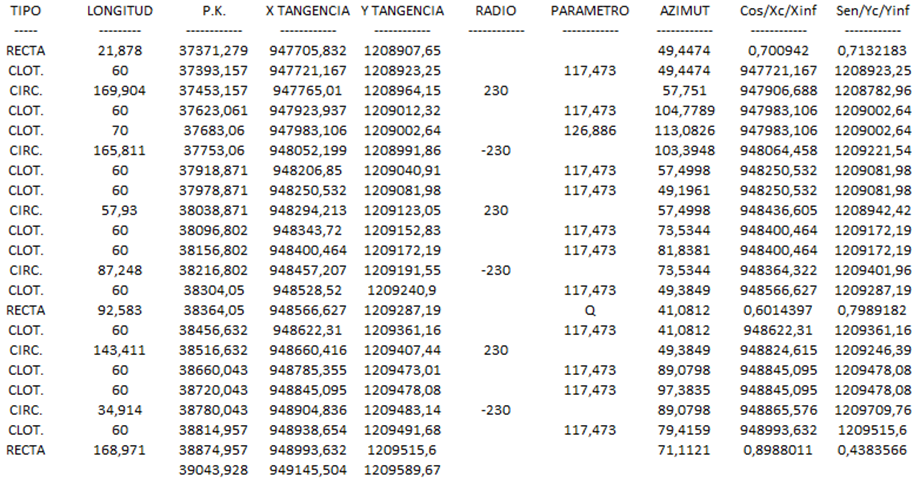 TIPO LONGITUD P.K. X TANGENCIA Y TANGENCIA RADIO PARAMETRO AZIMUT Cos/Xc/Xinf Sen/Yc/Yinf
----- --------- ------------ ------------ ------------ ------------ ------------ --------- ------------ ------------
RECTA 21,878 37371,279 947705,832 1208907,65 49,4474 0,700942 0,7132183
CLOT. 60 37393,157 947721,167 1208923,25 117,473 49,4474 947721,167 1208923,25
CIRC. 169,904 37453,157 947765,01 1208964,15 230 57,751 947906,688 1208782,96
CLOT. 60 37623,061 947923,937 1209012,32 117,473 104,7789 947983,106 1209002,64
CLOT. 70 37683,06 947983,106 1209002,64 126,886 113,0826 947983,106 1209002,64
CIRC. 165,811 37753,06 948052,199 1208991,86 -230 103,3948 948064,458 1209221,54
CLOT. 60 37918,871 948206,85 1209040,91 117,473 57,4998 948250,532 1209081,98
CLOT. 60 37978,871 948250,532 1209081,98 117,473 49,1961 948250,532 1209081,98
CIRC. 57,93 38038,871 948294,213 1209123,05 230 57,4998 948436,605 1208942,42
CLOT. 60 38096,802 948343,72 1209152,83 117,473 73,5344 948400,464 1209172,19
CLOT. 60 38156,802 948400,464 1209172,19 117,473 81,8381 948400,464 1209172,19
CIRC. 87,248 38216,802 948457,207 1209191,55 -230 73,5344 948364,322 1209401,96
CLOT. 60 38304,05 948528,52 1209240,9 117,473 49,3849 948566,627 1209287,19
RECTA 92,583 38364,05 948566,627 1209287,19 Q 41,0812 0,6014397 0,7989182
CLOT. 60 38456,632 948622,31 1209361,16 117,473 41,0812 948622,31 1209361,16
CIRC. 143,411 38516,632 948660,416 1209407,44 230 49,3849 948824,615 1209246,39
CLOT. 60 38660,043 948785,355 1209473,01 117,473 89,0798 948845,095 1209478,08
CLOT. 60 38720,043 948845,095 1209478,08 117,473 97,3835 948845,095 1209478,08
CIRC. 34,914 38780,043 948904,836 1209483,14 -230 89,0798 948865,576 1209709,76
CLOT. 60 38814,957 948938,654 1209491,68 117,473 79,4159 948993,632 1209515,6
RECTA 168,971 38874,957 948993,632 1209515,6 71,1121 0,8988011 0,4383566
39043,928 949145,504 1209589,67